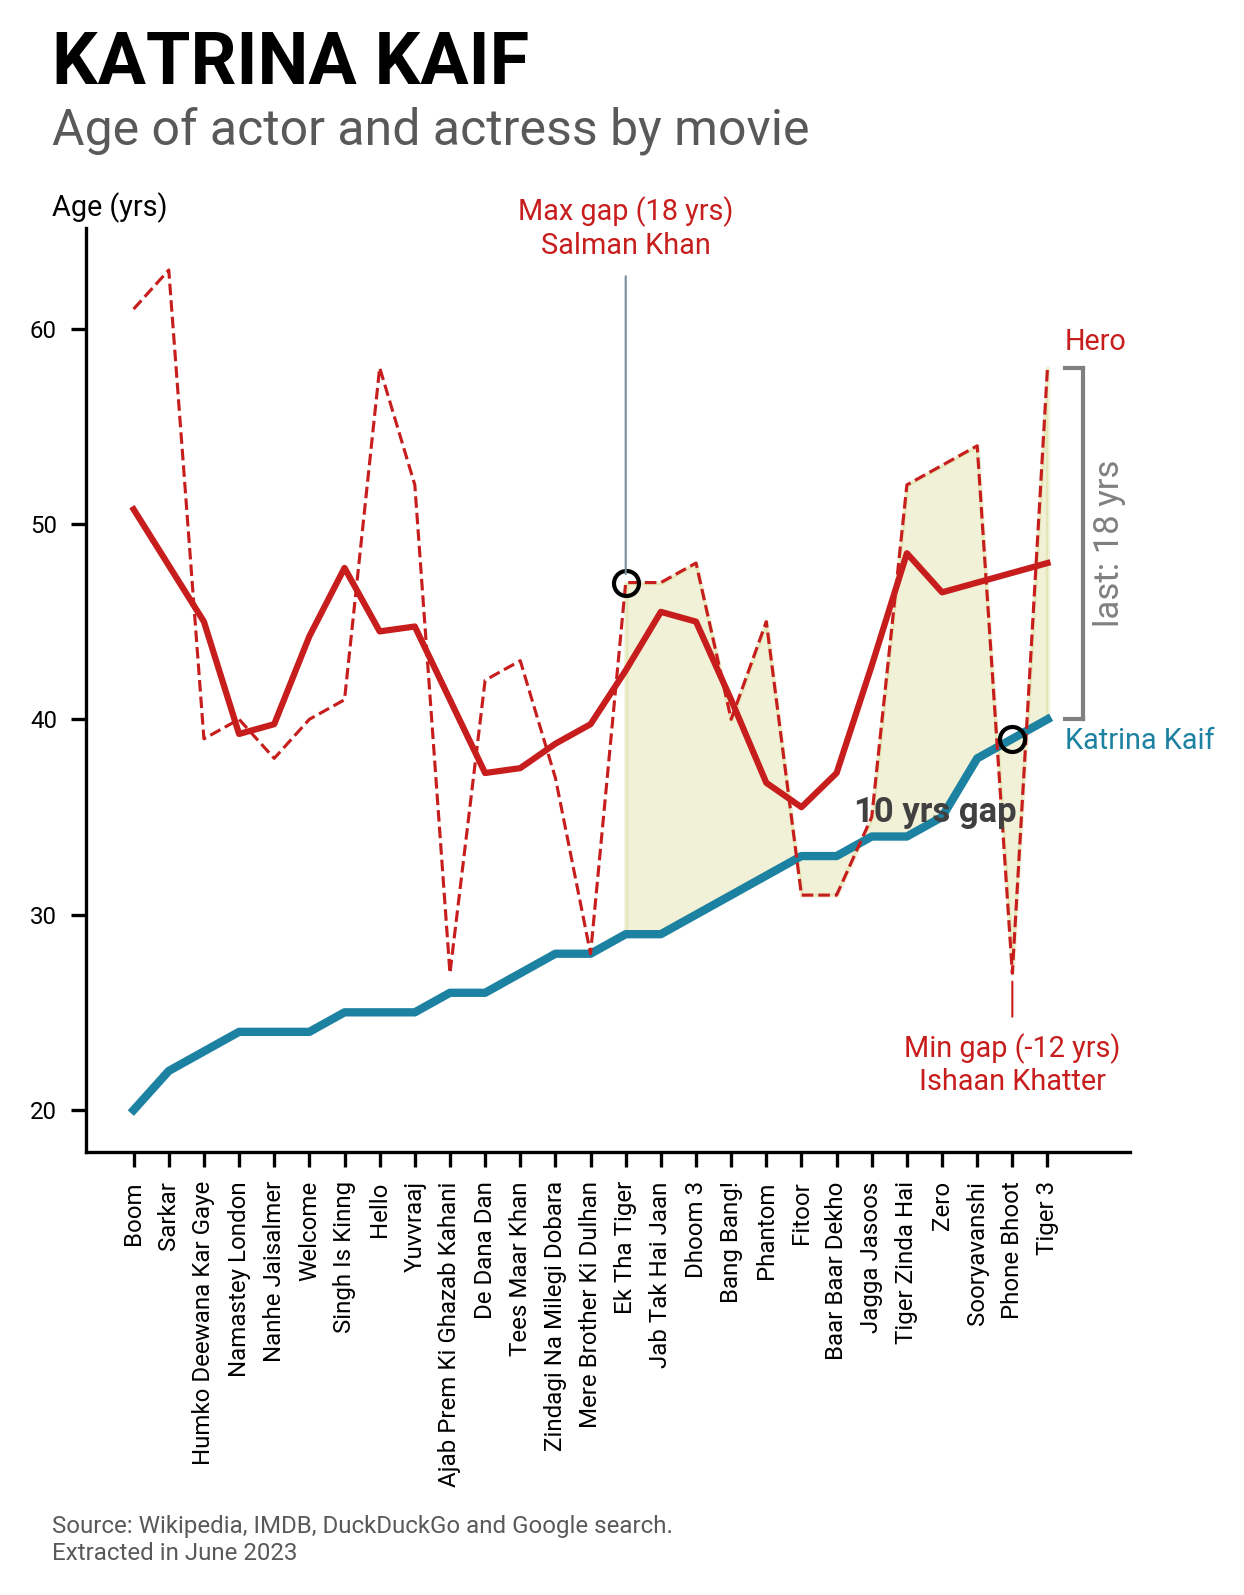 KATRINA KAIF
Age of actor and actress by movie
Age (yrs)
Max gap (18 yrs)
Salman Khan
60
50
40
30
20
Hero
last: 18 yrs
Katrina Kaif
10 yrs gap
Min gap (-12 yrs)
Ishaan Khatter
Boom
Sarkar
Humko Deewana Kar Gaye
Namastey London
Nanhe Jaisalmer
Welcome
Singh Is Kinng
Hello
Yuvvraaj
Ajab Prem Ki Ghazab Kahani
De Dana Dan
Tees Maar Khan
Zindagi Na Milegi Dobara
Mere Brother Ki Dulhan
Ek Tha Tiger
Jab Tak Hai Jaan
Dhoom 3
Bang Bang!
Phantom
Fitoor
Baar Baar Dekho
Jagga Jasoos
Tiger Zinda Hai
Zero
Sooryavanshi
Phone Bhoot
Tiger 3
Source: Wikipedia, IMDB, DuckDuckGo and Google search.
Extracted in June 2023